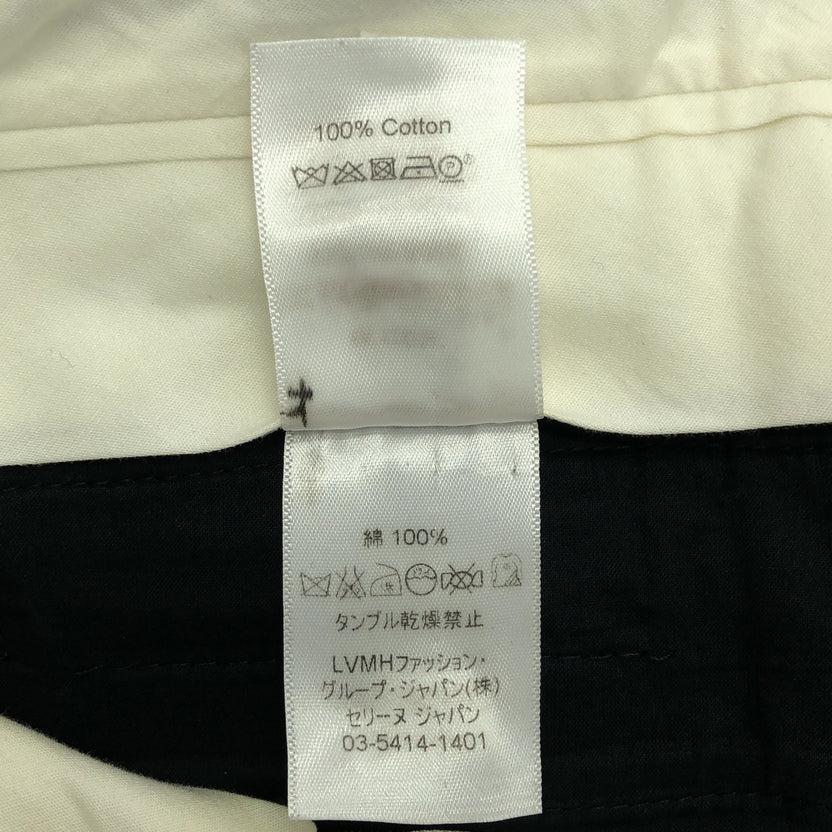 100% Cotton
綿 100%
タンブル乾燥禁止
LVMHファッション・
グループ・ジャパン(株)
セリーヌ ジャパン
03-5414-1401